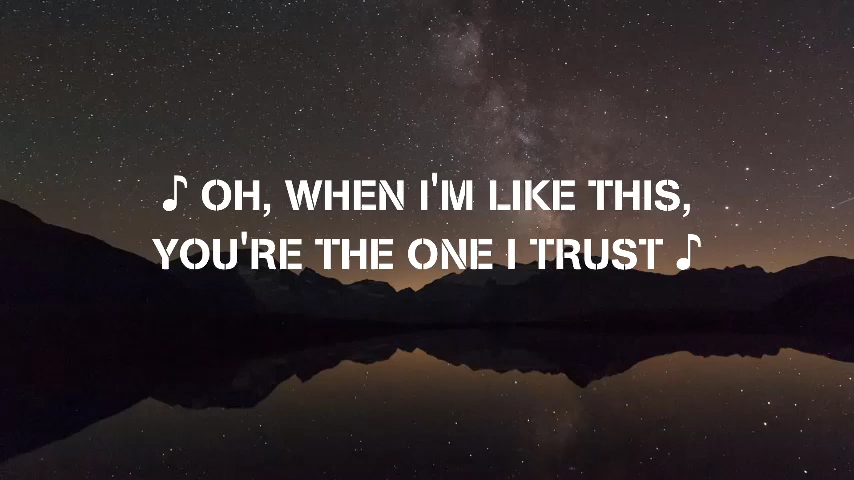 ♪ OH, WHEN I'M LIKE THIS,
YOU'RE THE ONE I TRUST ♪